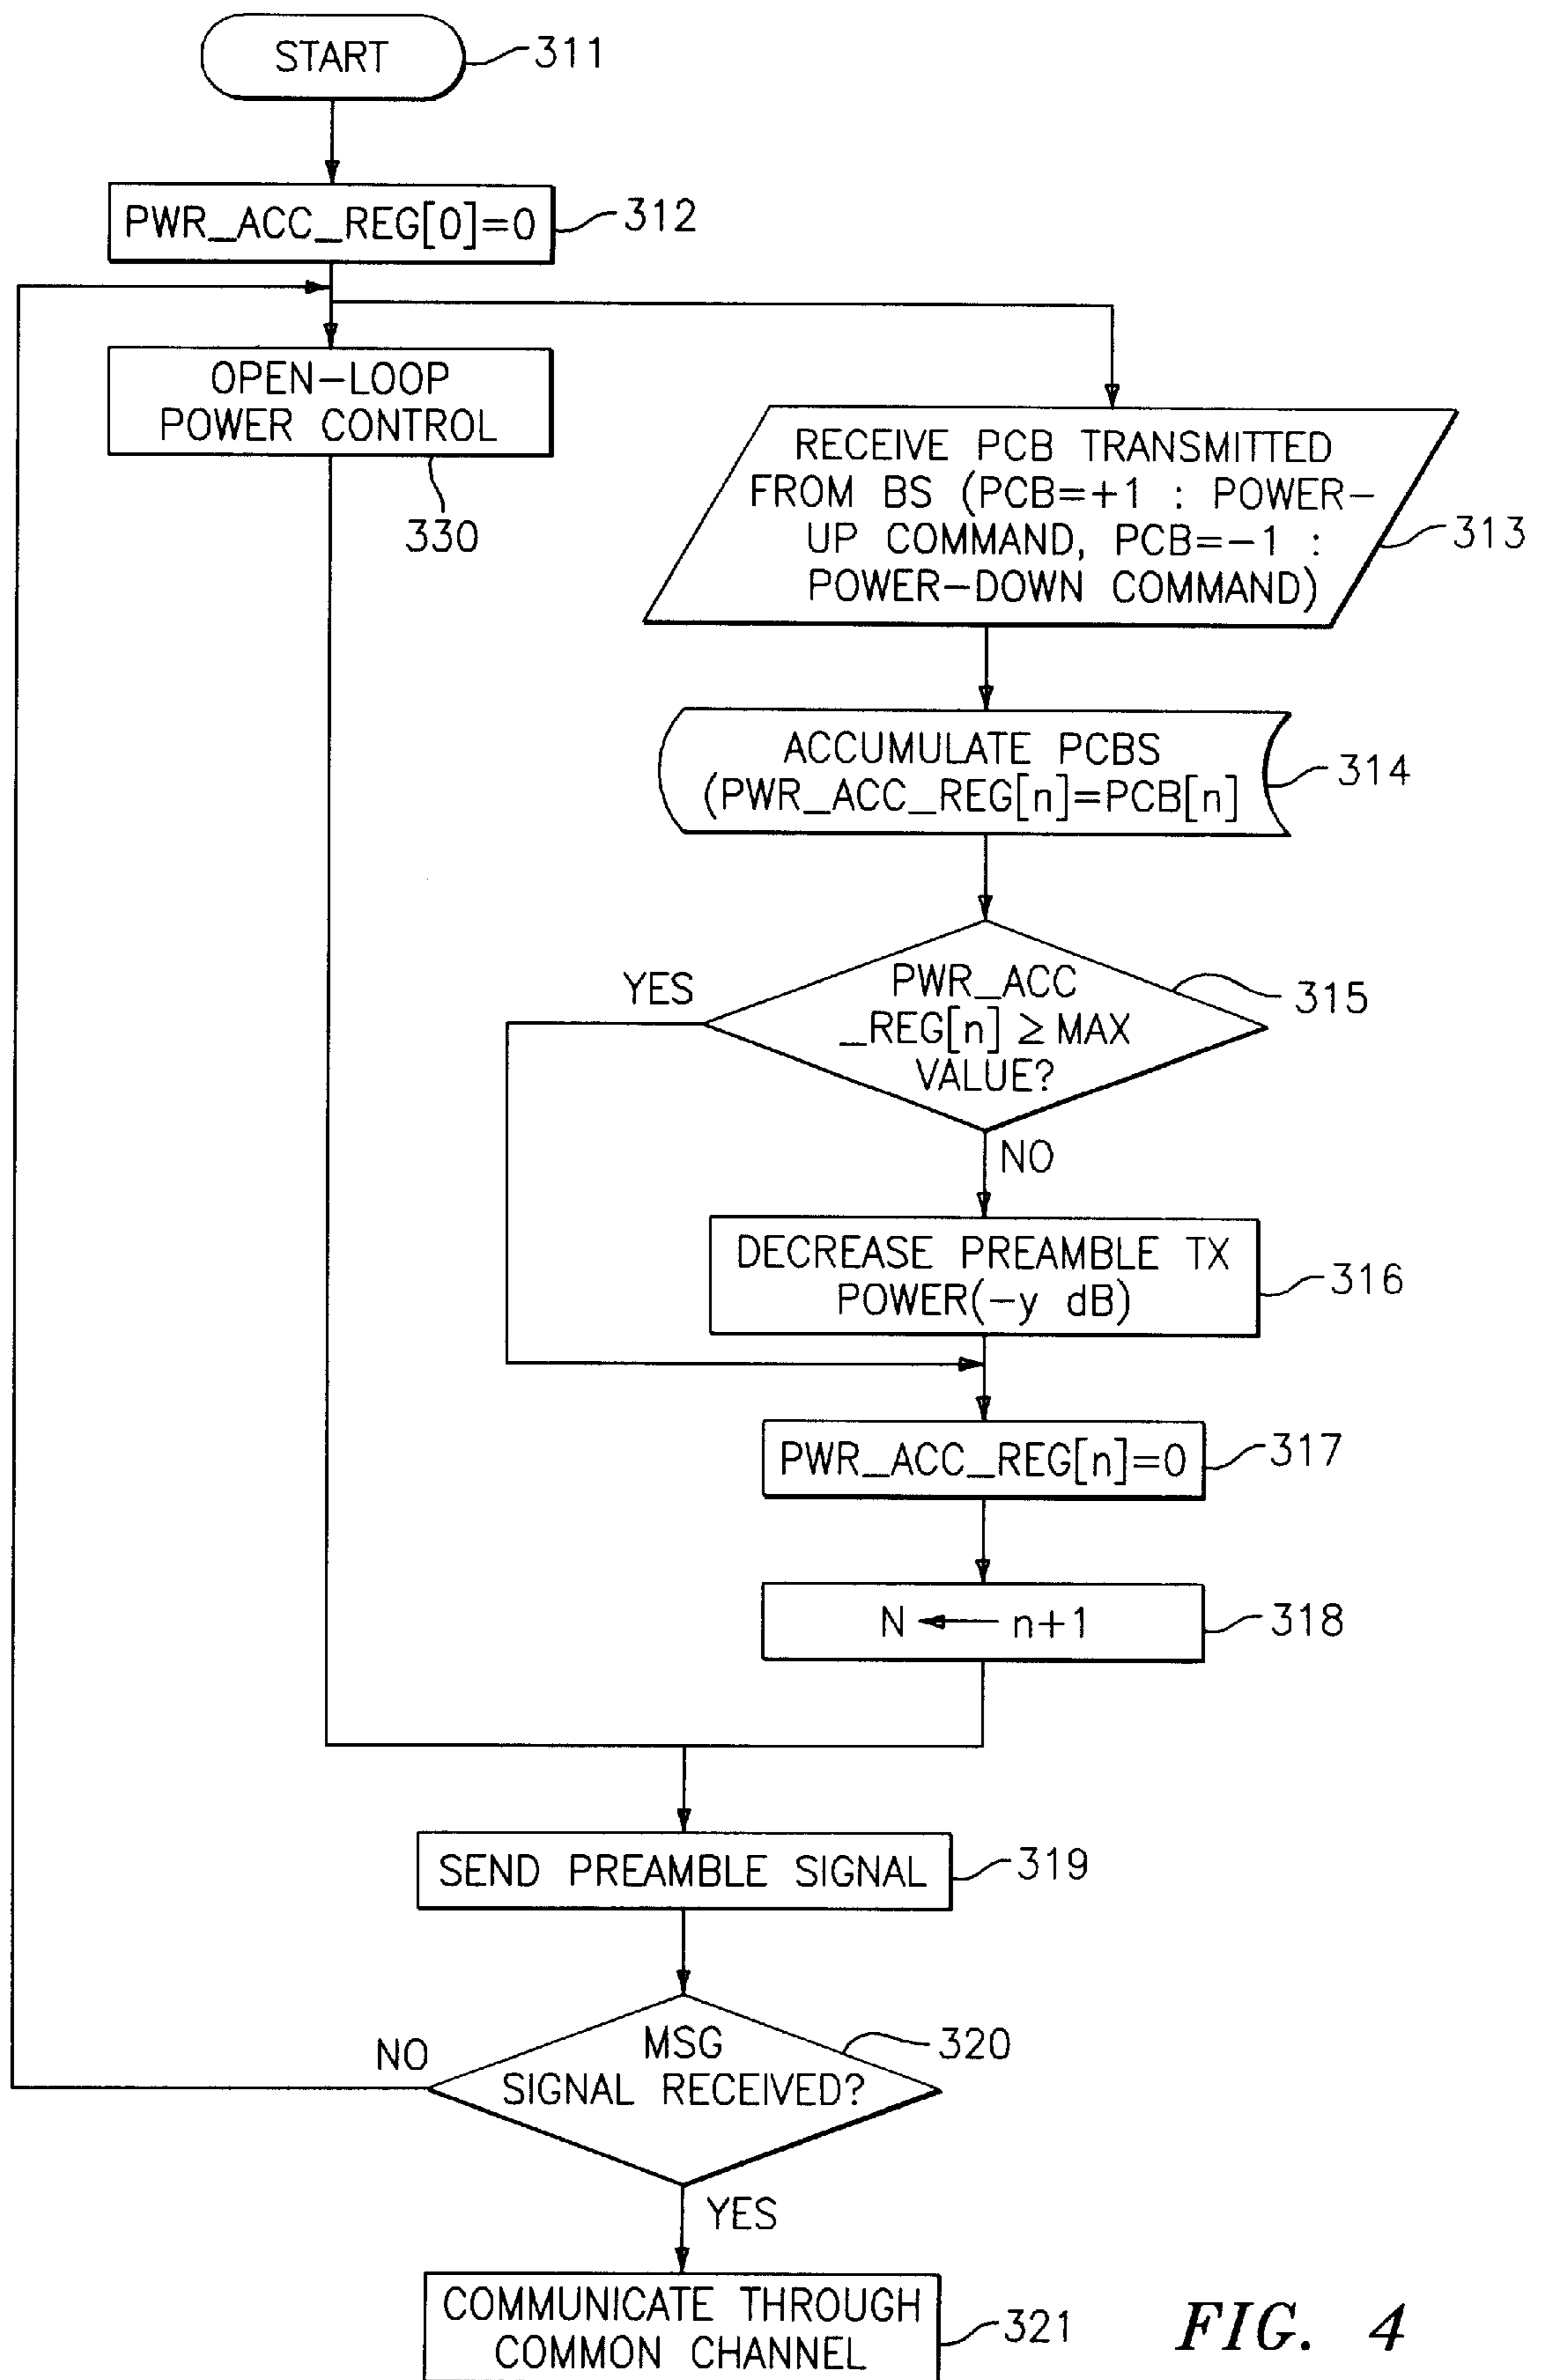 START
311
PWR_ACC_REG[0]=0
312
OPEN-LOOP
POWER CONTROL
330
RECEIVE PCB TRANSMITTED
FROM BS (PCB=+1 : POWER-
UP COMMAND, PCB=-1 :
POWER-DOWN COMMAND)
313
ACCUMULATE PCBS
(PWR_ACC_REG[n]=PCB[n]
314
YES
PWR_ACC
_REG[n] ≥ MAX
VALUE?
315
NO
DECREASE PREAMBLE TX
POWER(-y dB)
316
PWR_ACC_REG[n]=0
317
N ← n+1
318
SEND PREAMBLE SIGNAL
319
NO
MSG
SIGNAL RECEIVED?
320
YES
COMMUNICATE THROUGH
COMMON CHANNEL
321
FIG. 4